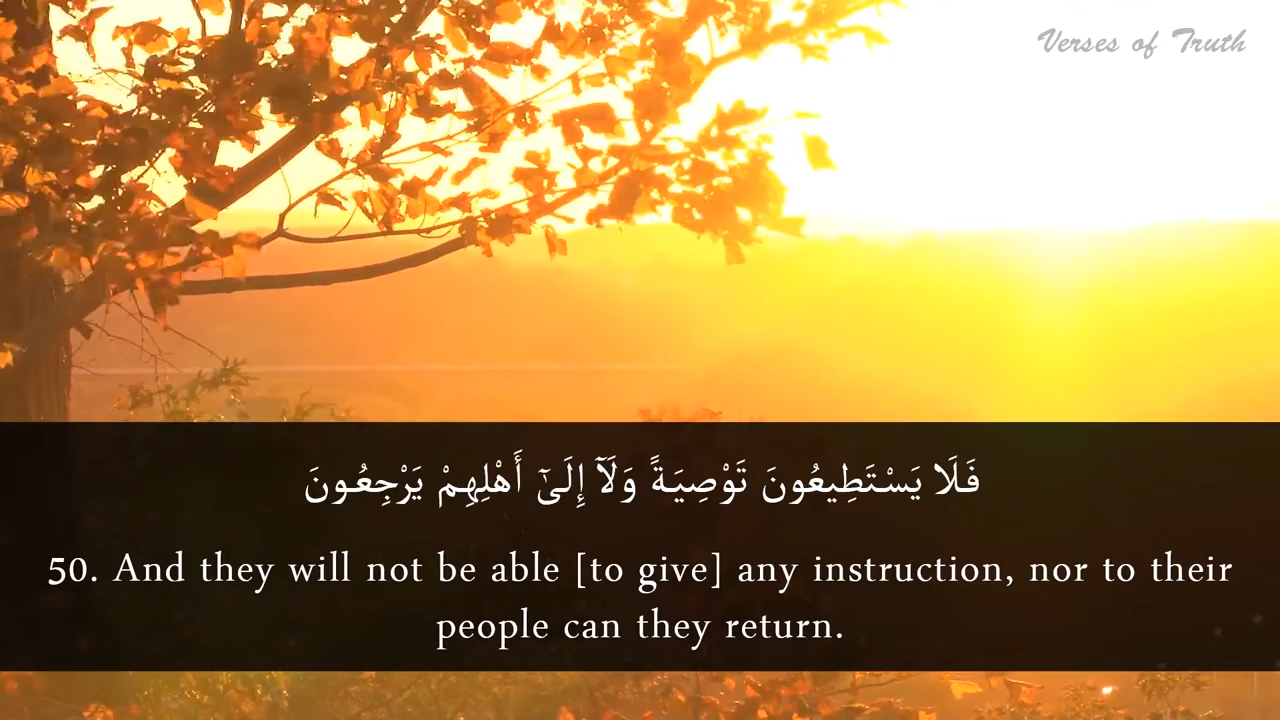 Verses of Truth
فَلَا يَسْتَطِيعُونَ تَوْصِيَةً وَلَآ إِلَىٰٓ أَهْلِهِمْ يَرْجِعُونَ
50. And they will not be able [to give] any instruction, nor to their
people can they return.